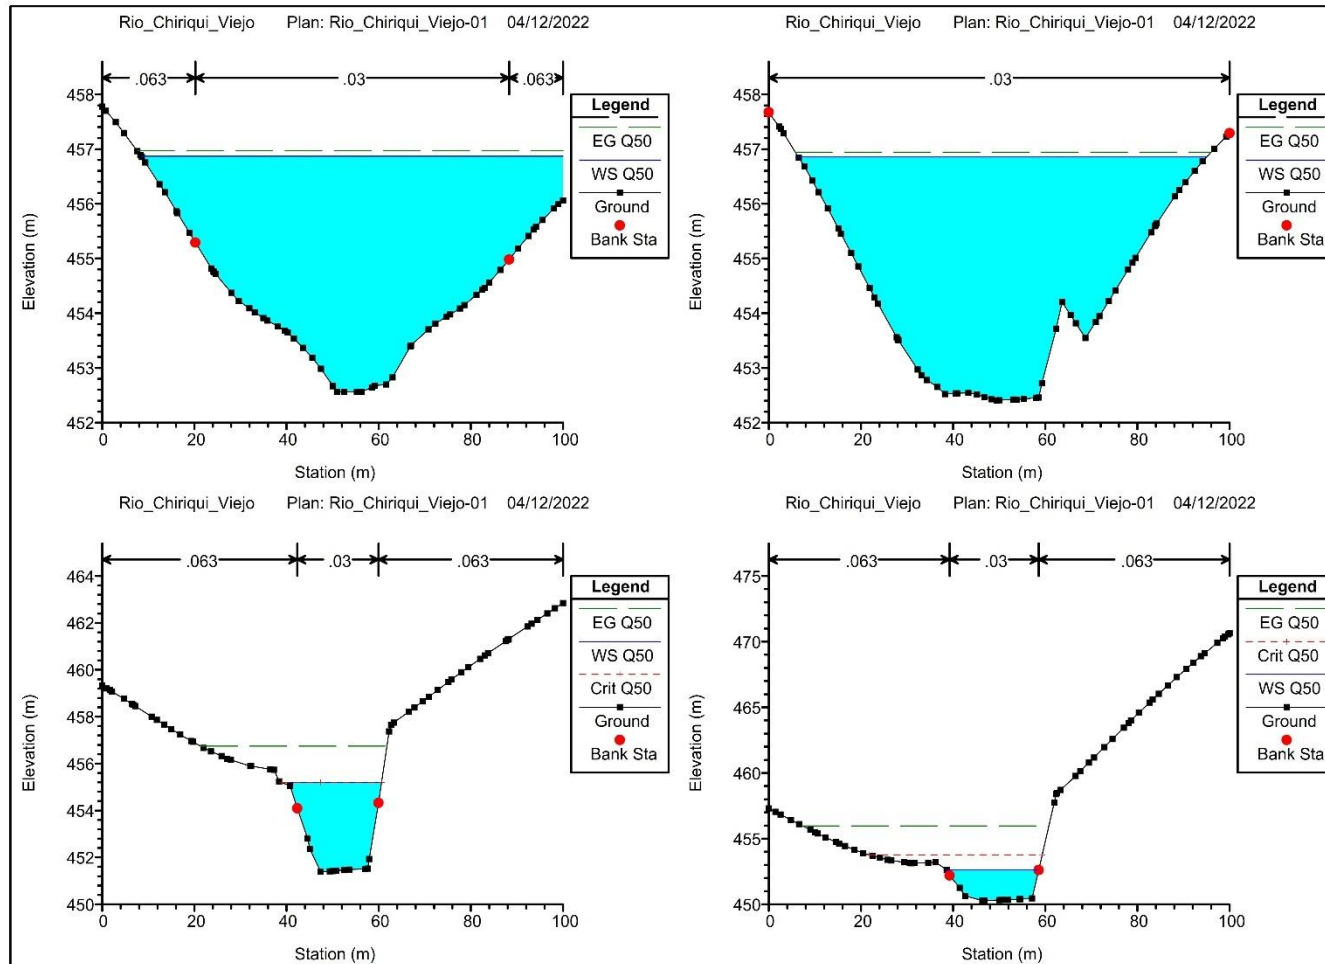 Rio_Chiriqui_Viejo Plan: Rio_Chiriqui_Viejo-01 04/12/2022
.063 .03 .063
458
457
456
455
454
453
452
Elevation (m)
0 20 40 60 80 100
Station (m)
Legend
EG Q50
WS Q50
Ground
Bank Sta
Rio_Chiriqui_Viejo Plan: Rio_Chiriqui_Viejo-01 04/12/2022
.03
458
457
456
455
454
453
452
Elevation (m)
0 20 40 60 80 100
Station (m)
Legend
EG Q50
WS Q50
Ground
Bank Sta
Rio_Chiriqui_Viejo Plan: Rio_Chiriqui_Viejo-01 04/12/2022
.063 .03 .063
464
462
460
458
456
454
452
450
Elevation (m)
0 20 40 60 80 100
Station (m)
Legend
EG Q50
WS Q50
Crit Q50
Ground
Bank Sta
Rio_Chiriqui_Viejo Plan: Rio_Chiriqui_Viejo-01 04/12/2022
.063 .03 .063
475
470
465
460
455
450
Elevation (m)
0 20 40 60 80 100
Station (m)
Legend
EG Q50
Crit Q50
WS Q50
Ground
Bank Sta